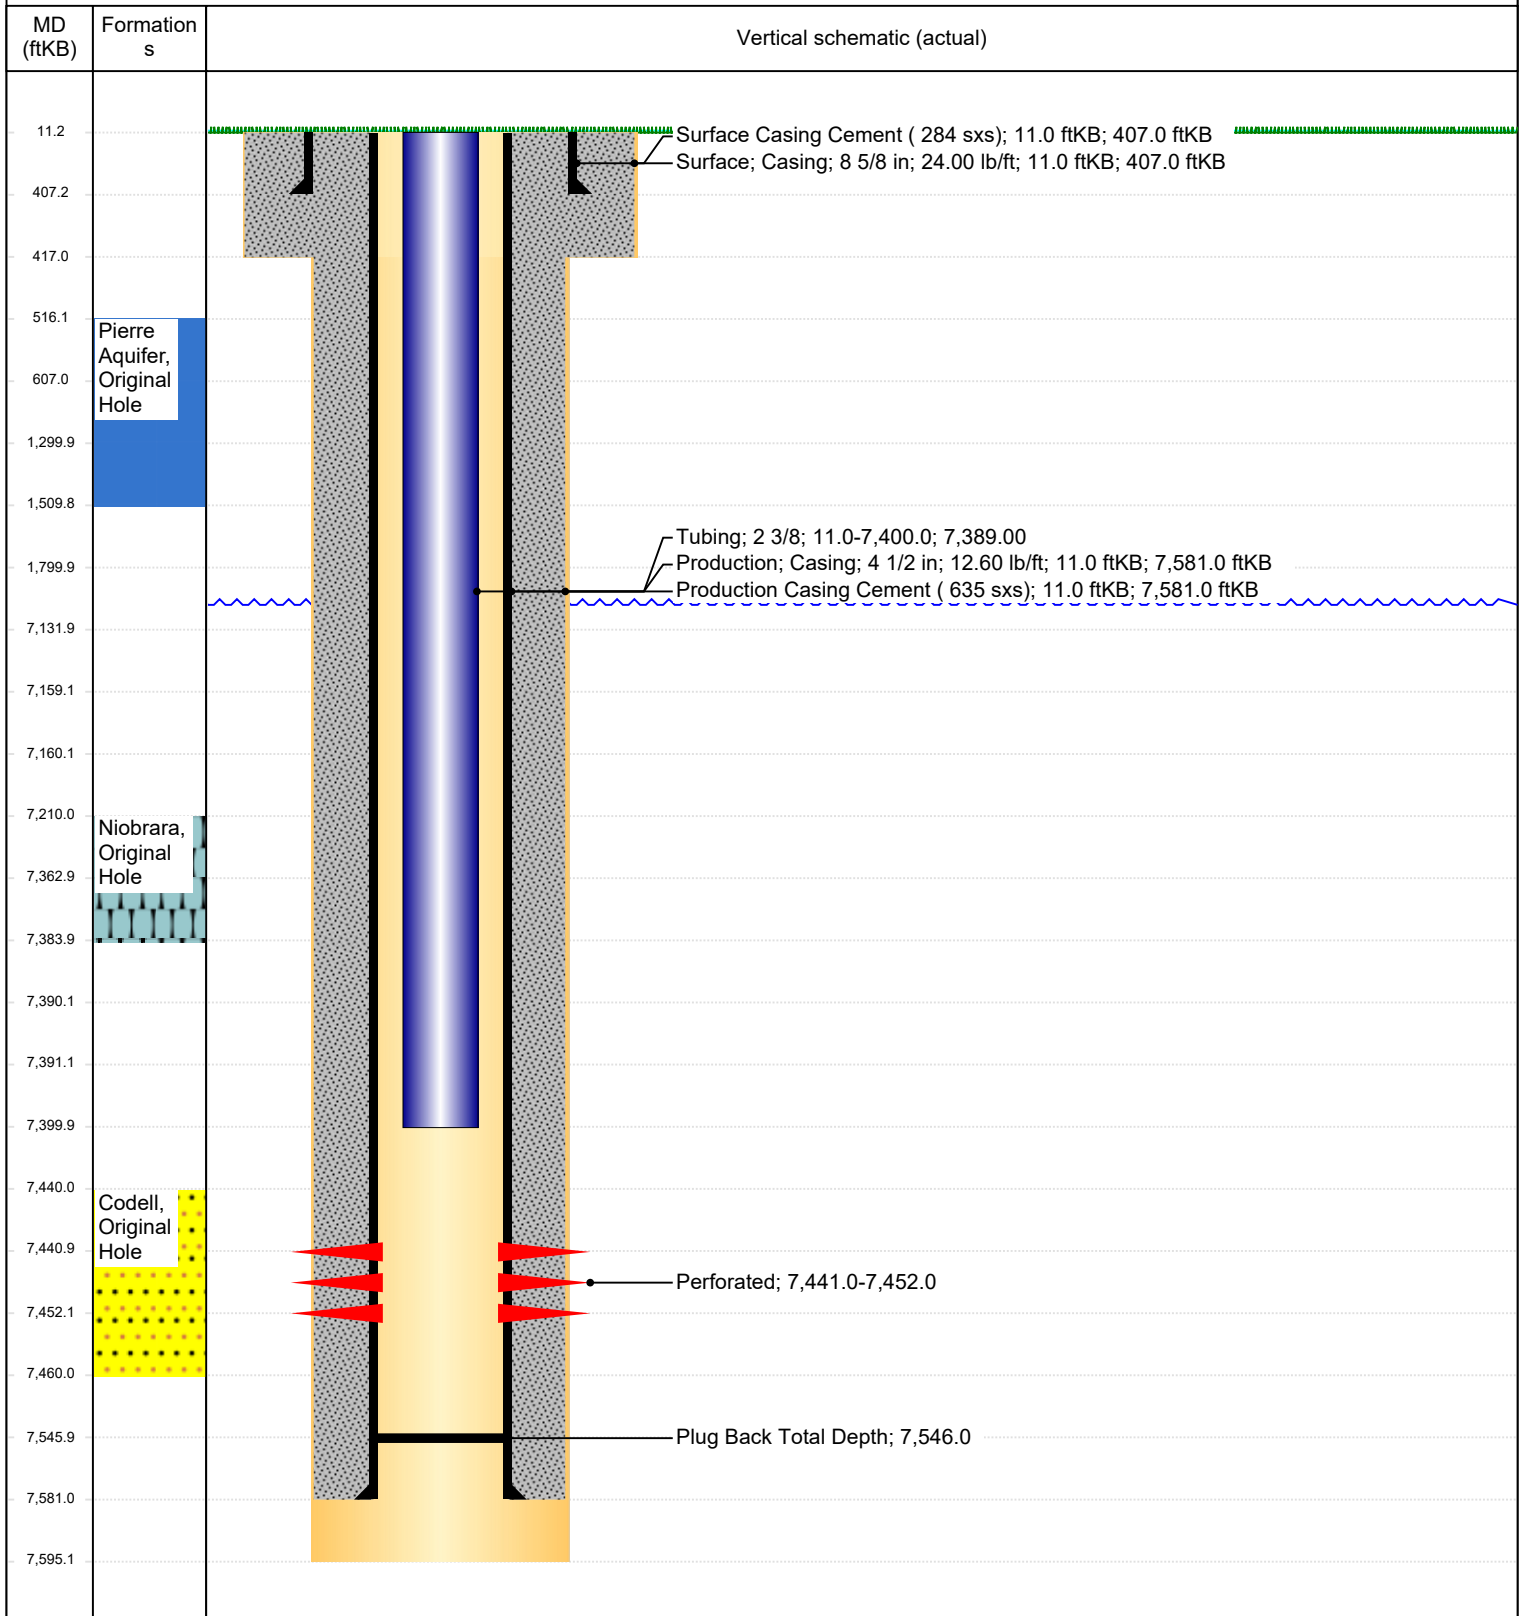 MD
(ftKB)
Formation
s
Vertical schematic (actual)
11.2
407.2
417.0
516.1
607.0
1,299.9
1,509.8
1,799.9
7,131.9
7,159.1
7,160.1
7,210.0
7,362.9
7,383.9
7,390.1
7,391.1
7,399.9
7,440.0
7,440.9
7,452.1
7,460.0
7,545.9
7,581.0
7,595.1
Pierre
Aquifer,
Original
Hole
Niobrara,
Original
Hole
Codell,
Original
Hole
Surface Casing Cement ( 284 sxs); 11.0 ftKB; 407.0 ftKB
Surface; Casing; 8 5/8 in; 24.00 lb/ft; 11.0 ftKB; 407.0 ftKB
Tubing; 2 3/8; 11.0-7,400.0; 7,389.00
Production; Casing; 4 1/2 in; 12.60 lb/ft; 11.0 ftKB; 7,581.0 ftKB
Production Casing Cement ( 635 sxs); 11.0 ftKB; 7,581.0 ftKB
Perforated; 7,441.0-7,452.0
Plug Back Total Depth; 7,546.0